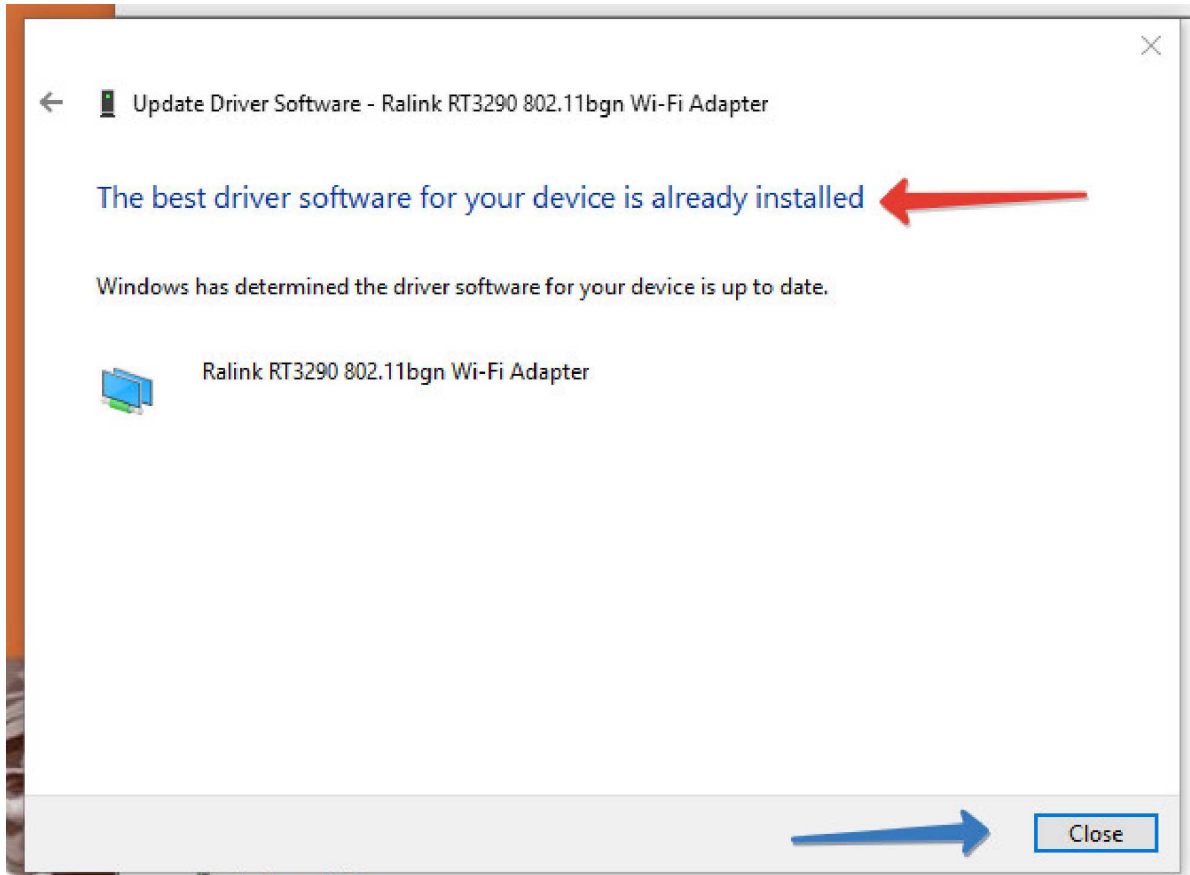 Update Driver Software - Ralink RT3290 802.11bgn Wi-Fi Adapter
The best driver software for your device is already installed
Windows has determined the driver software for your device is up to date.
Ralink RT3290 802.11bgn Wi-Fi Adapter
Close